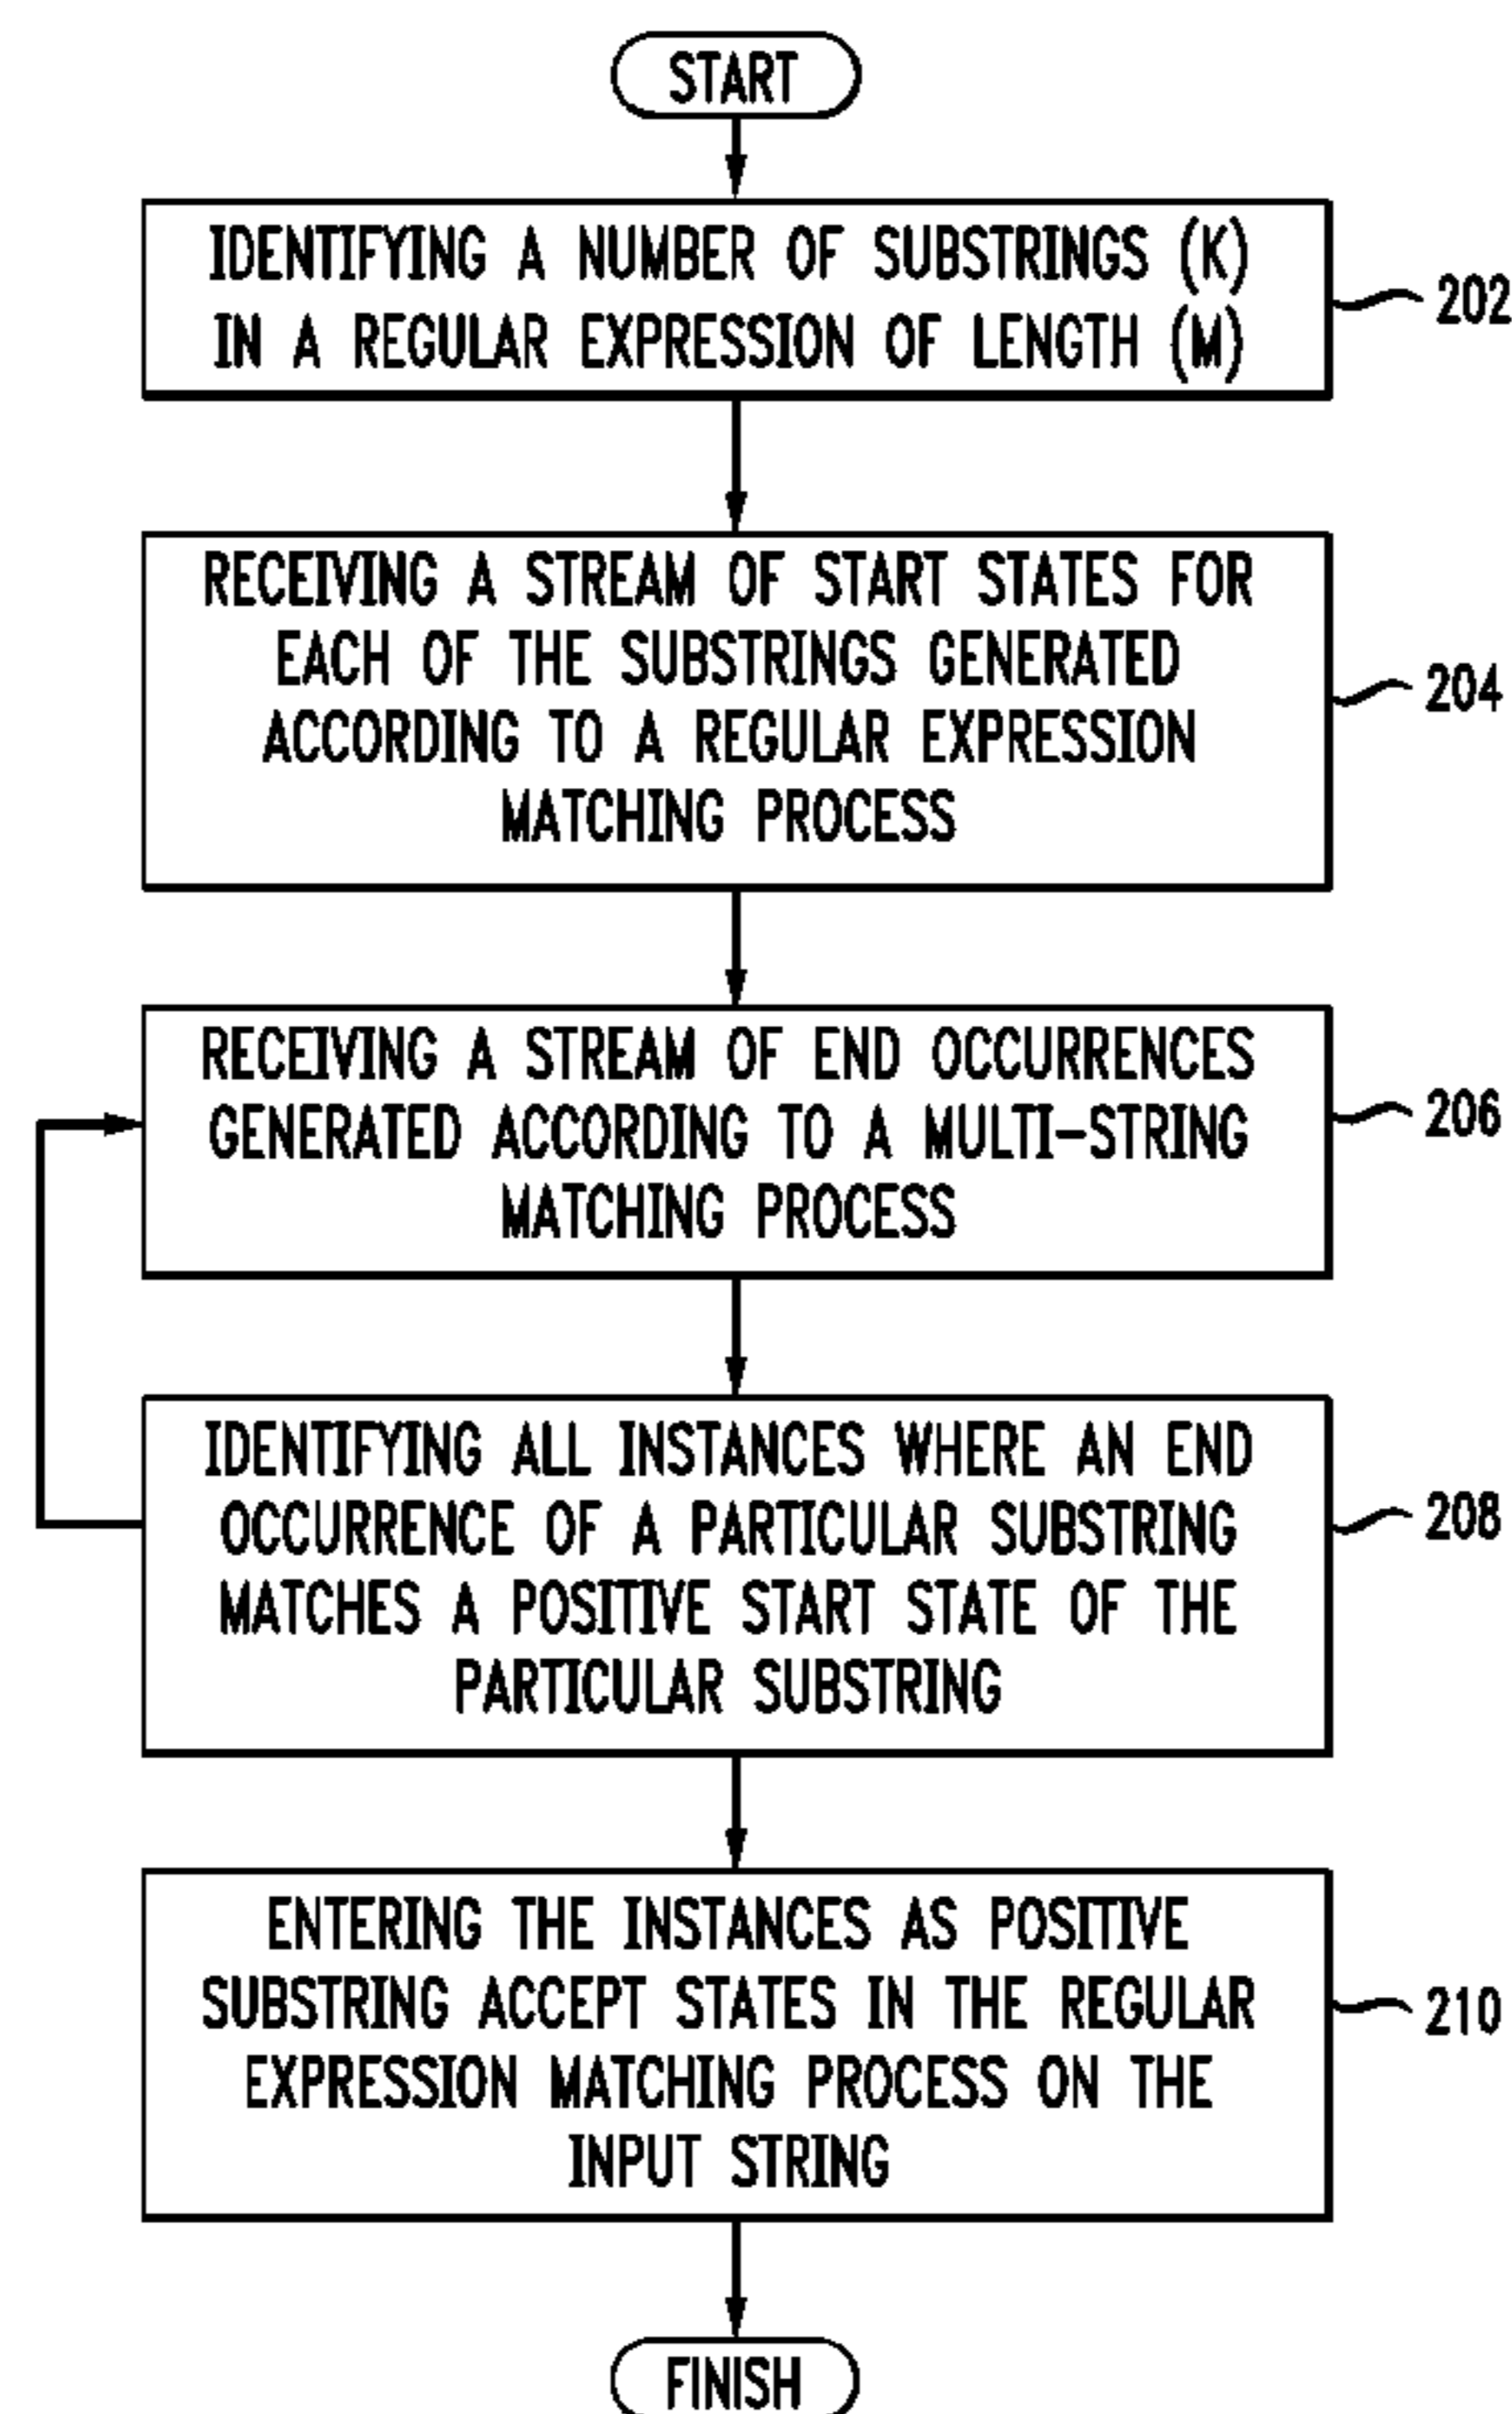 START
IDENTIFYING A NUMBER OF SUBSTRINGS (K)
IN A REGULAR EXPRESSION OF LENGTH (M)
202
RECEIVING A STREAM OF START STATES FOR
EACH OF THE SUBSTRINGS GENERATED
ACCORDING TO A REGULAR EXPRESSION
MATCHING PROCESS
204
RECEIVING A STREAM OF END OCCURRENCES
GENERATED ACCORDING TO A MULTI-STRING
MATCHING PROCESS
206
IDENTIFYING ALL INSTANCES WHERE AN END
OCCURRENCE OF A PARTICULAR SUBSTRING
MATCHES A POSITIVE START STATE OF THE
PARTICULAR SUBSTRING
208
ENTERING THE INSTANCES AS POSITIVE
SUBSTRING ACCEPT STATES IN THE REGULAR
EXPRESSION MATCHING PROCESS ON THE
INPUT STRING
210
FINISH